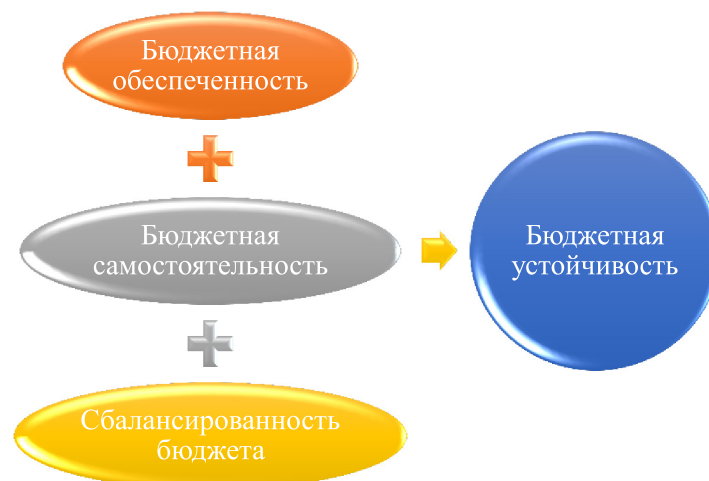 Бюджетная
обеспеченность
Бюджетная
самостоятельность
Сбалансированность
бюджета
Бюджетная
устойчивость